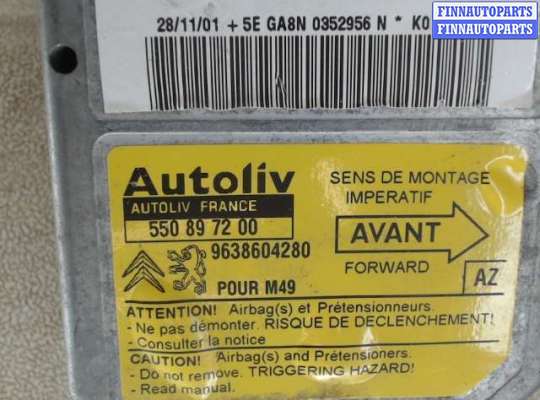 FINNAUTOPARTS
FINNAUTOPARTS
FINNAUTOPARTS
28/11/01 + 5E GA8N 0352956 N * K0
Autoliv
AUTOLIV FRANCE
550 89 72 00
9638604280
POUR M49
SENS DE MONTAGE
IMPERATIF
AVANT
FORWARD
AZ
ATTENTION! Airbag(s) et Prétensionneurs.
- Ne pas démonter. RISQUE DE DECLENCHEMENT!
- Consulter la notice
CAUTION! Airbag(s) and Prétensioners.
- Do not remove. TRIGGERING HAZARD!
- Read manual.